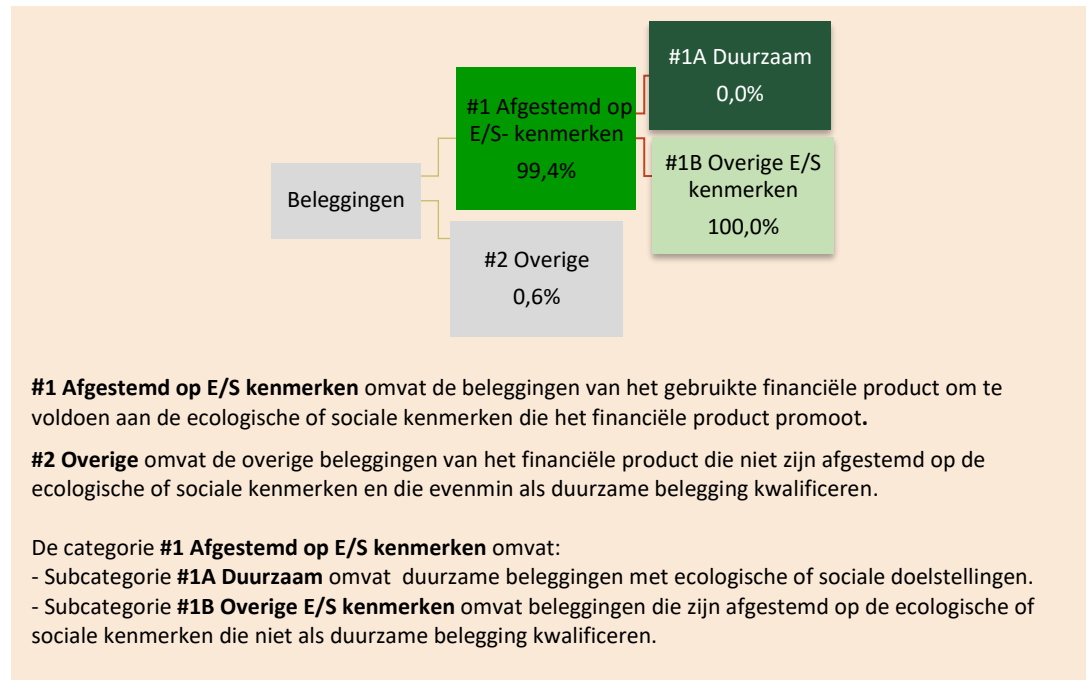 #1A Duurzaam
0,0%
#1 Afgestemd op
E/S- kenmerken
99,4%
#1B Overige E/S
kenmerken
100,0%
Beleggingen
#2 Overige
0,6%
#1 Afgestemd op E/S kenmerken omvat de beleggingen van het gebruikte financiële product om te
voldoen aan de ecologische of sociale kenmerken die het financiële product promoot.
#2 Overige omvat de overige beleggingen van het financiële product die niet zijn afgestemd op de
ecologische of sociale kenmerken en die evenmin als duurzame belegging kwalificeren.
De categorie #1 Afgestemd op E/S kenmerken omvat:
- Subcategorie #1A Duurzaam omvat duurzame beleggingen met ecologische of sociale doelstellingen.
- Subcategorie #1B Overige E/S kenmerken omvat beleggingen die zijn afgestemd op de ecologische of
sociale kenmerken die niet als duurzame belegging kwalificeren.